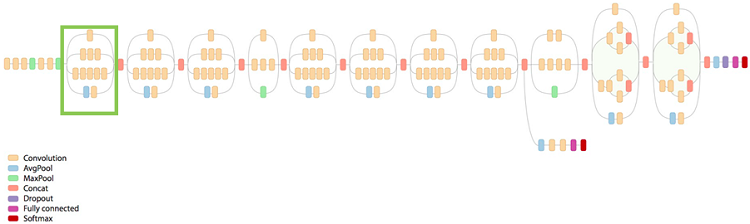 Convolution
AvgPool
MaxPool
Concat
Dropout
Fully connected
Softmax